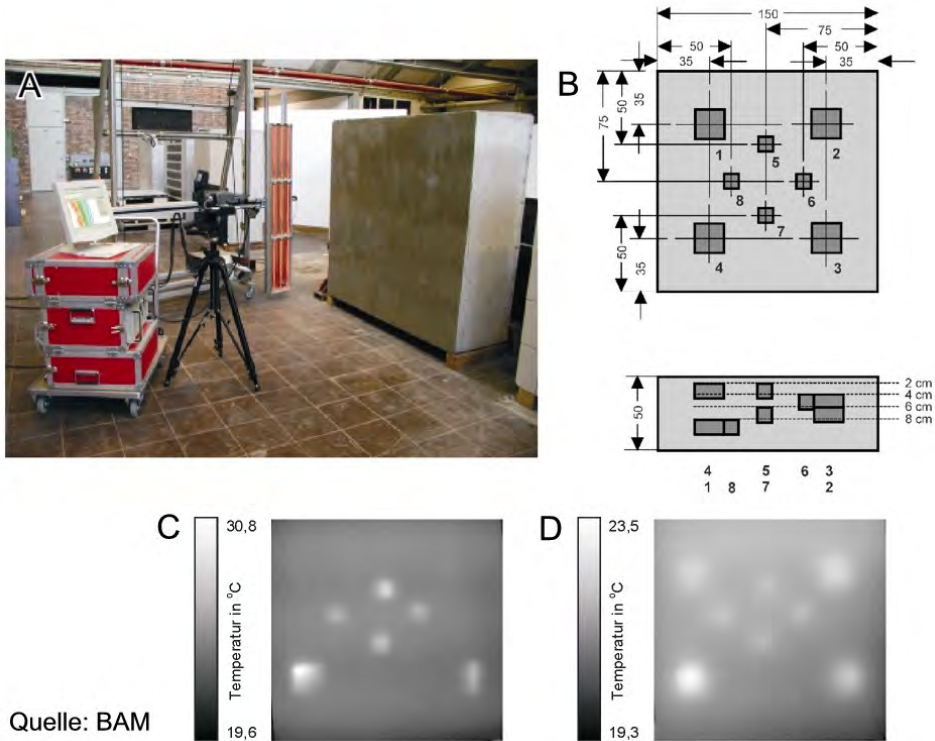 A
B
150
75
50
50
35
35
35
50
75
1
2
5
8
6
7
4
3
50
35
50
2 cm
4 cm
6 cm
8 cm
4 5 6 3
1 8 7 2
C
30,8
Temperatur in °C
19,6
D
23,5
Temperatur in °C
19,3
Quelle: BAM